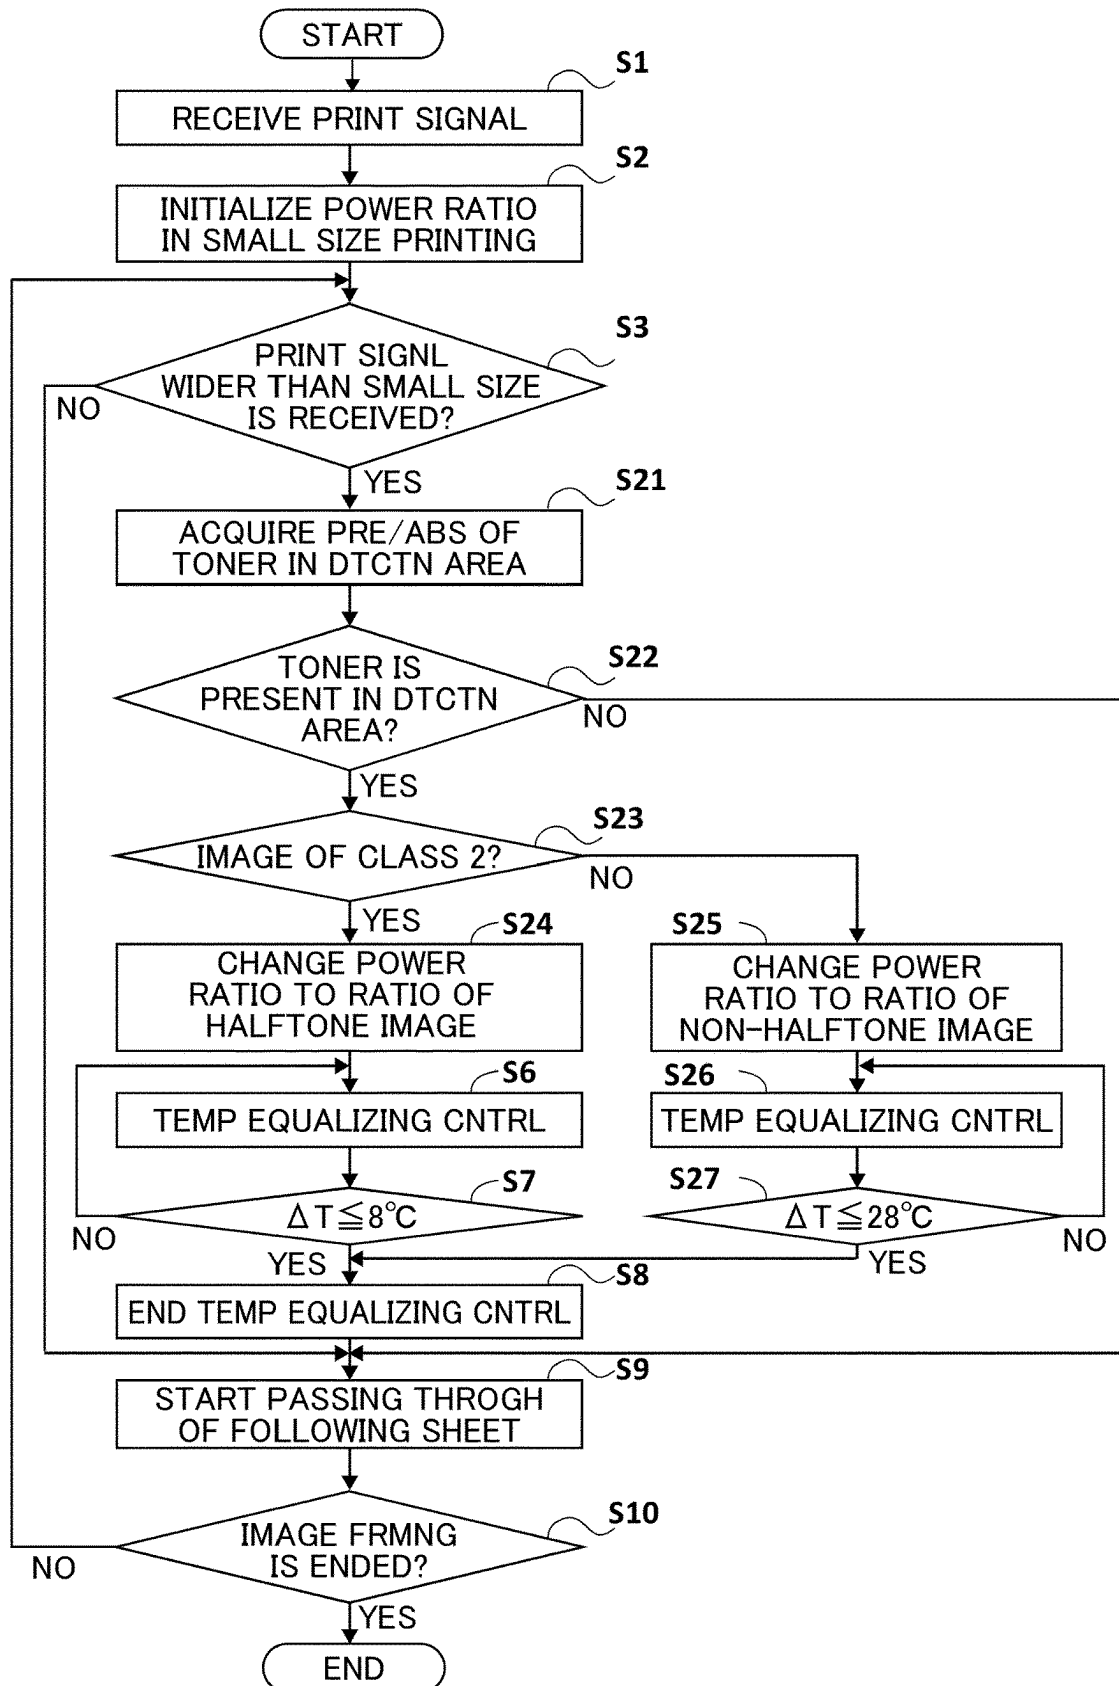 START
S1
RECEIVE PRINT SIGNAL
S2
INITIALIZE POWER RATIO
IN SMALL SIZE PRINTING
S3
PRINT SIGNL
WIDER THAN SMALL SIZE
IS RECEIVED?
NO
YES
S21
ACQUIRE PRE/ABS OF
TONER IN DTCTN AREA
S22
TONER IS
PRESENT IN DTCTN
AREA?
NO
YES
S23
IMAGE OF CLASS 2?
NO
YES
S24
CHANGE POWER
RATIO TO RATIO OF
HALFTONE IMAGE
S25
CHANGE POWER
RATIO TO RATIO OF
NON-HALFTONE IMAGE
S6
TEMP EQUALIZING CNTRL
S26
TEMP EQUALIZING CNTRL
S7
ΔT≦8℃
NO
YES
S27
ΔT≦28℃
NO
YES
S8
END TEMP EQUALIZING CNTRL
S9
START PASSING THROGH
OF FOLLOWING SHEET
S10
IMAGE FRMNG
IS ENDED?
NO
YES
END